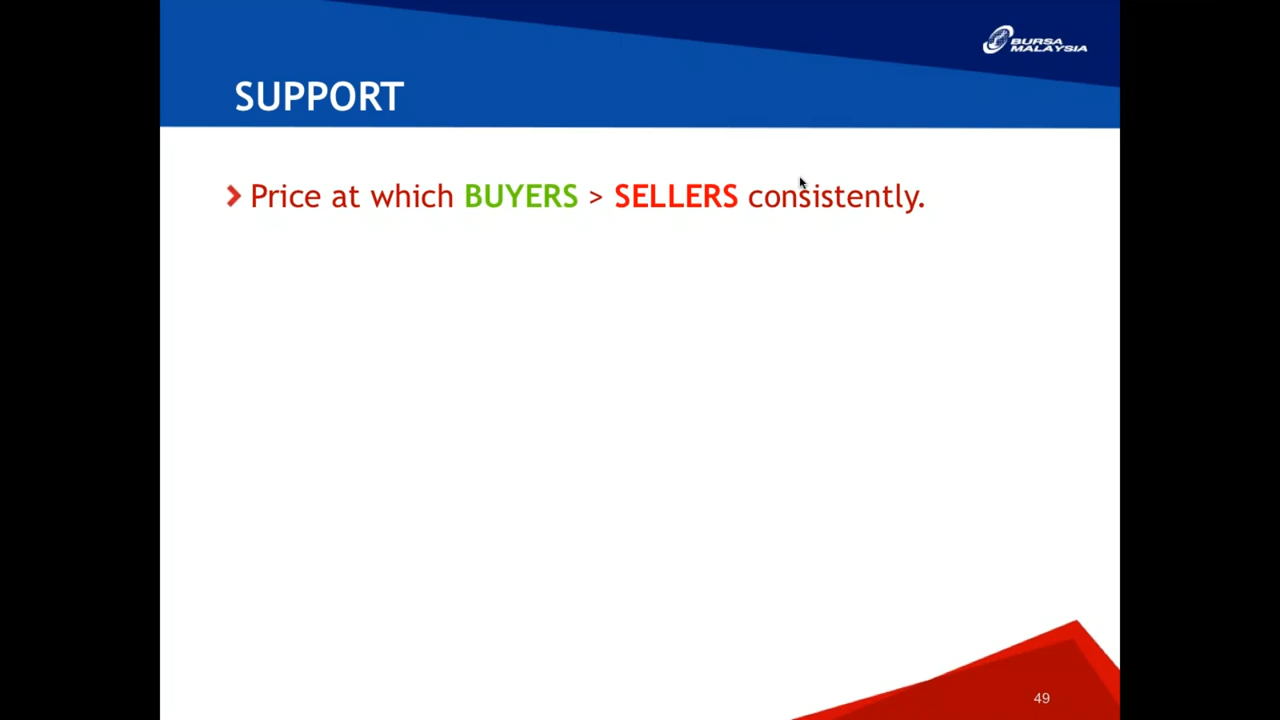 BURSA
MALAYSIA
SUPPORT
Price at which BUYERS > SELLERS consistently.
49